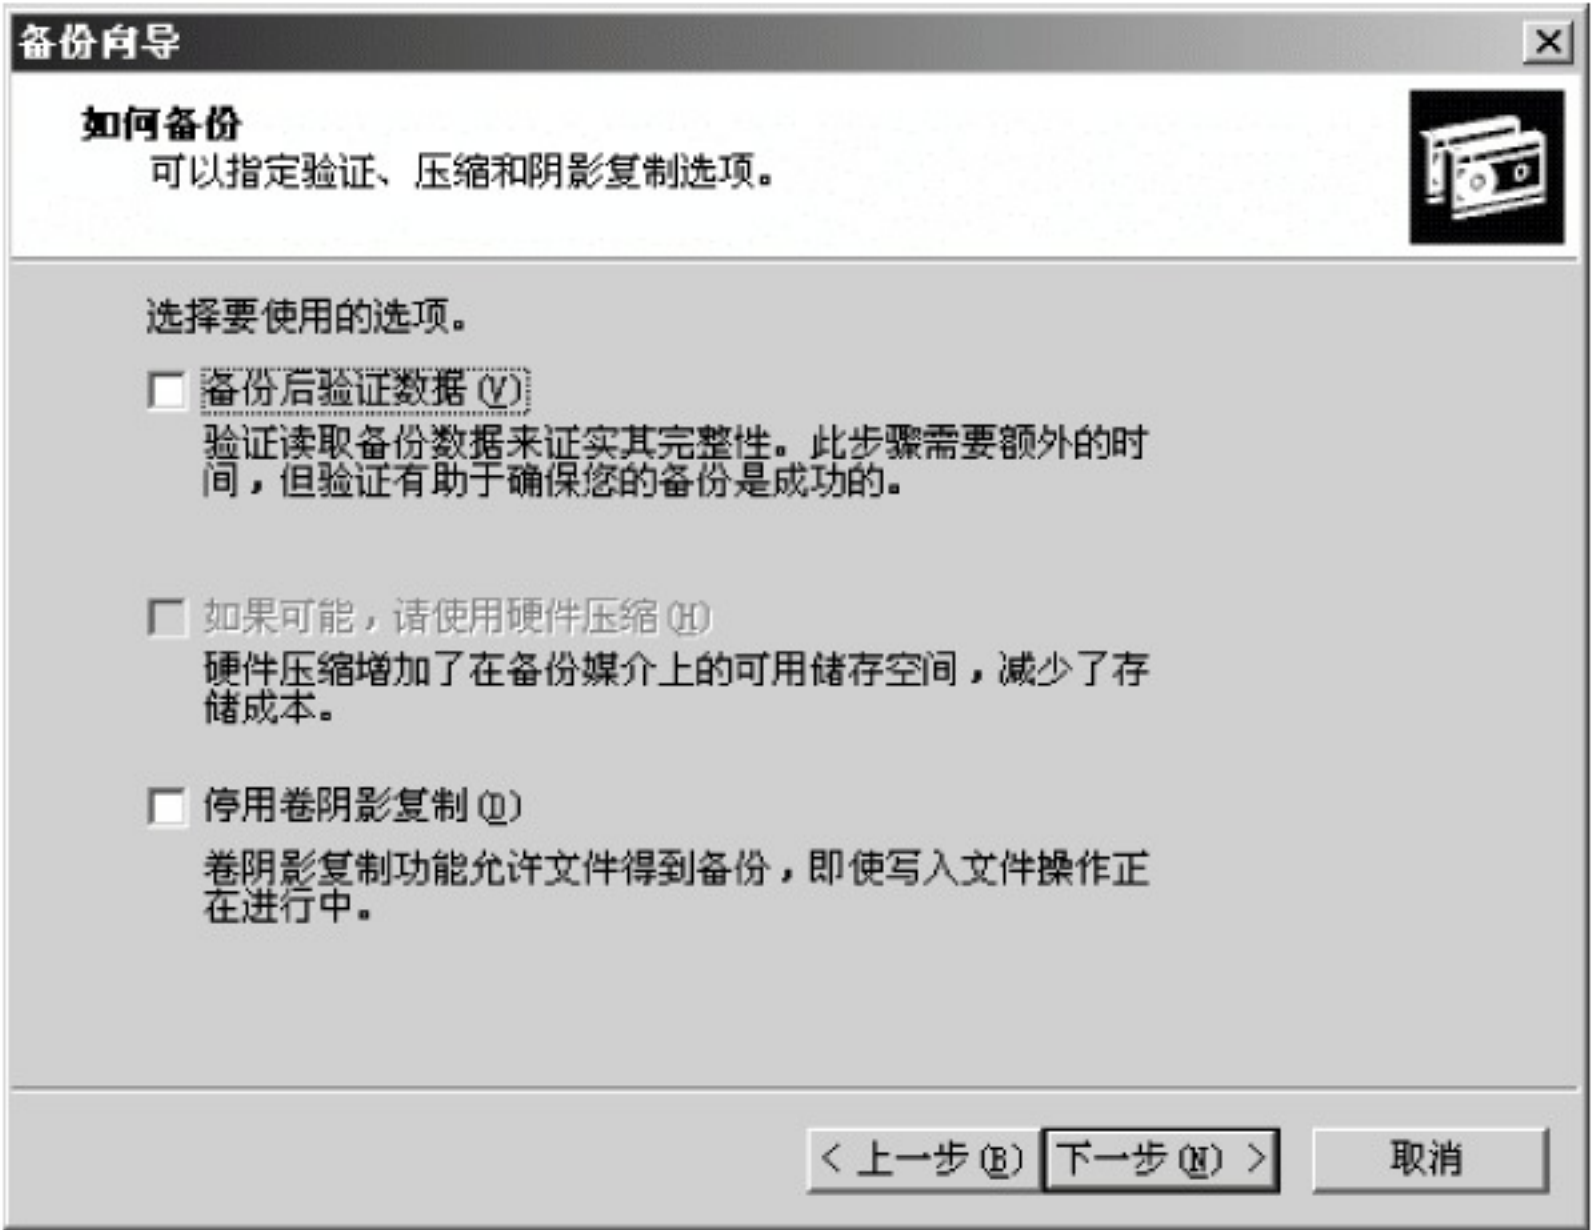 备份向导
如何备份
可以指定验证、压缩和阴影复制选项。
选择要使用的选项。
备份后验证数据(V)
验证读取备份数据来证实其完整性。此步骤需要额外的时
间，但验证有助于确保您的备份是成功的。
如果可能，请使用硬件压缩(H)
硬件压缩增加了在备份媒介上的可用储存空间，减少了存
储成本。
停用卷阴影复制(D)
卷阴影复制功能允许文件得到备份，即使写入文件操作正
在进行中。
< 上一步(B) 下一步(N) > 取消